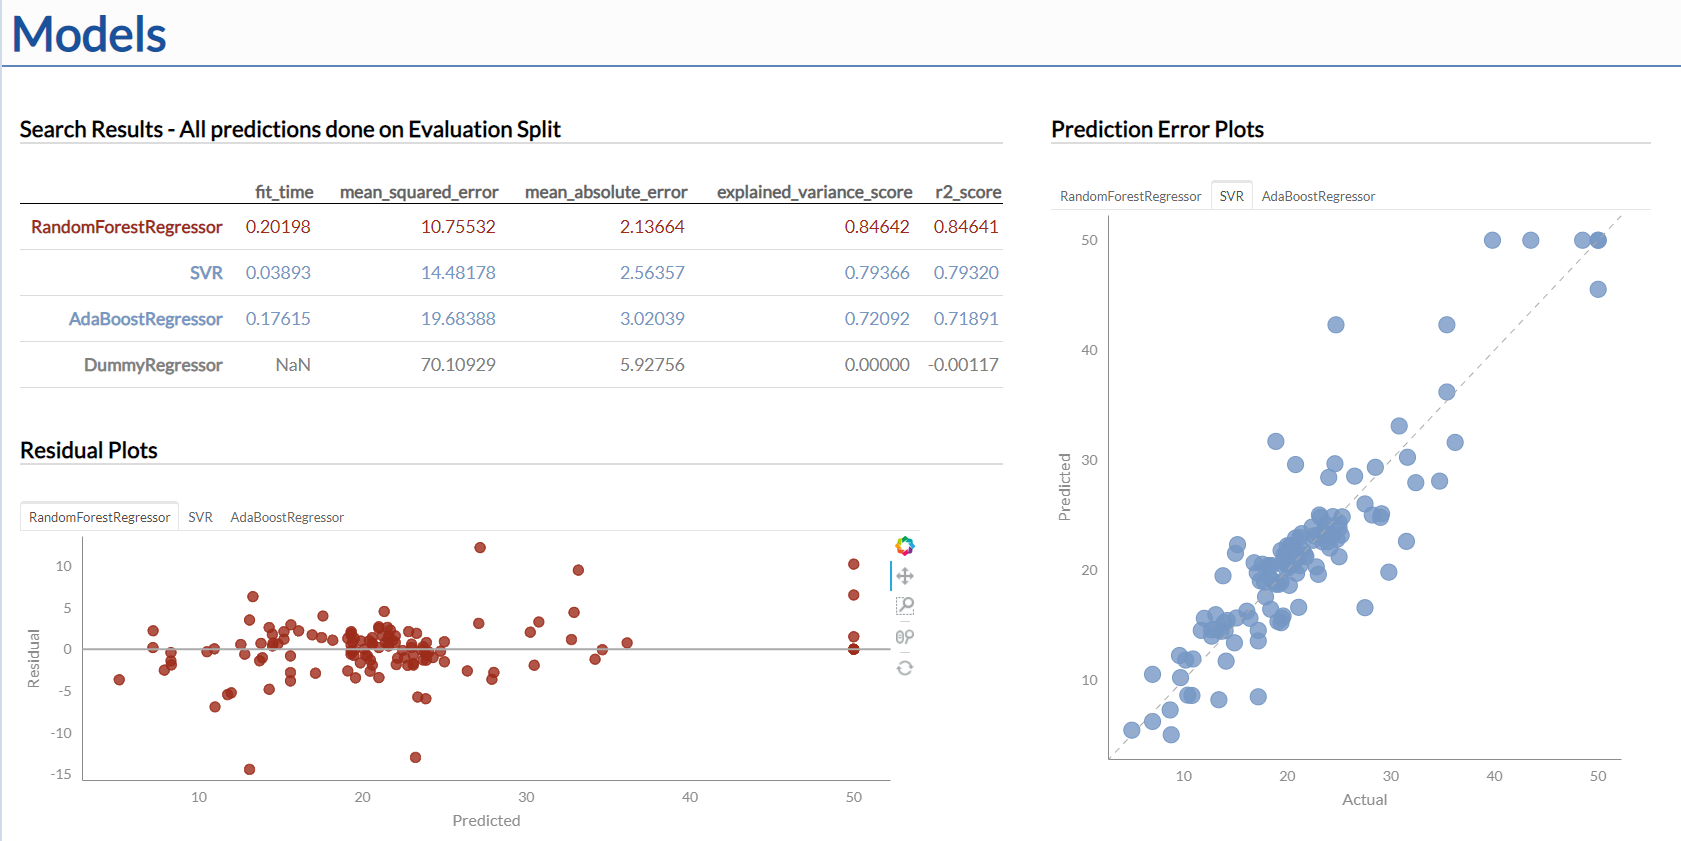 Models
Search Results - All predictions done on Evaluation Split
fit_time mean_squared_error mean_absolute_error explained_variance_score r2_score
RandomForestRegressor 0.20198 10.75532 2.13664 0.84642 0.84641
SVR 0.03893 14.48178 2.56357 0.79366 0.79320
AdaBoostRegressor 0.17615 19.68388 3.02039 0.72092 0.71891
DummyRegressor NaN 70.10929 5.92756 0.00000 -0.00117
Residual Plots
RandomForestRegressor SVR AdaBoostRegressor
10
5
0
-5
-10
-15
Residual
10 20 30 40 50
Predicted
Prediction Error Plots
RandomForestRegressor SVR AdaBoostRegressor
50
40
30
20
10
Predicted
10 20 30 40 50
Actual